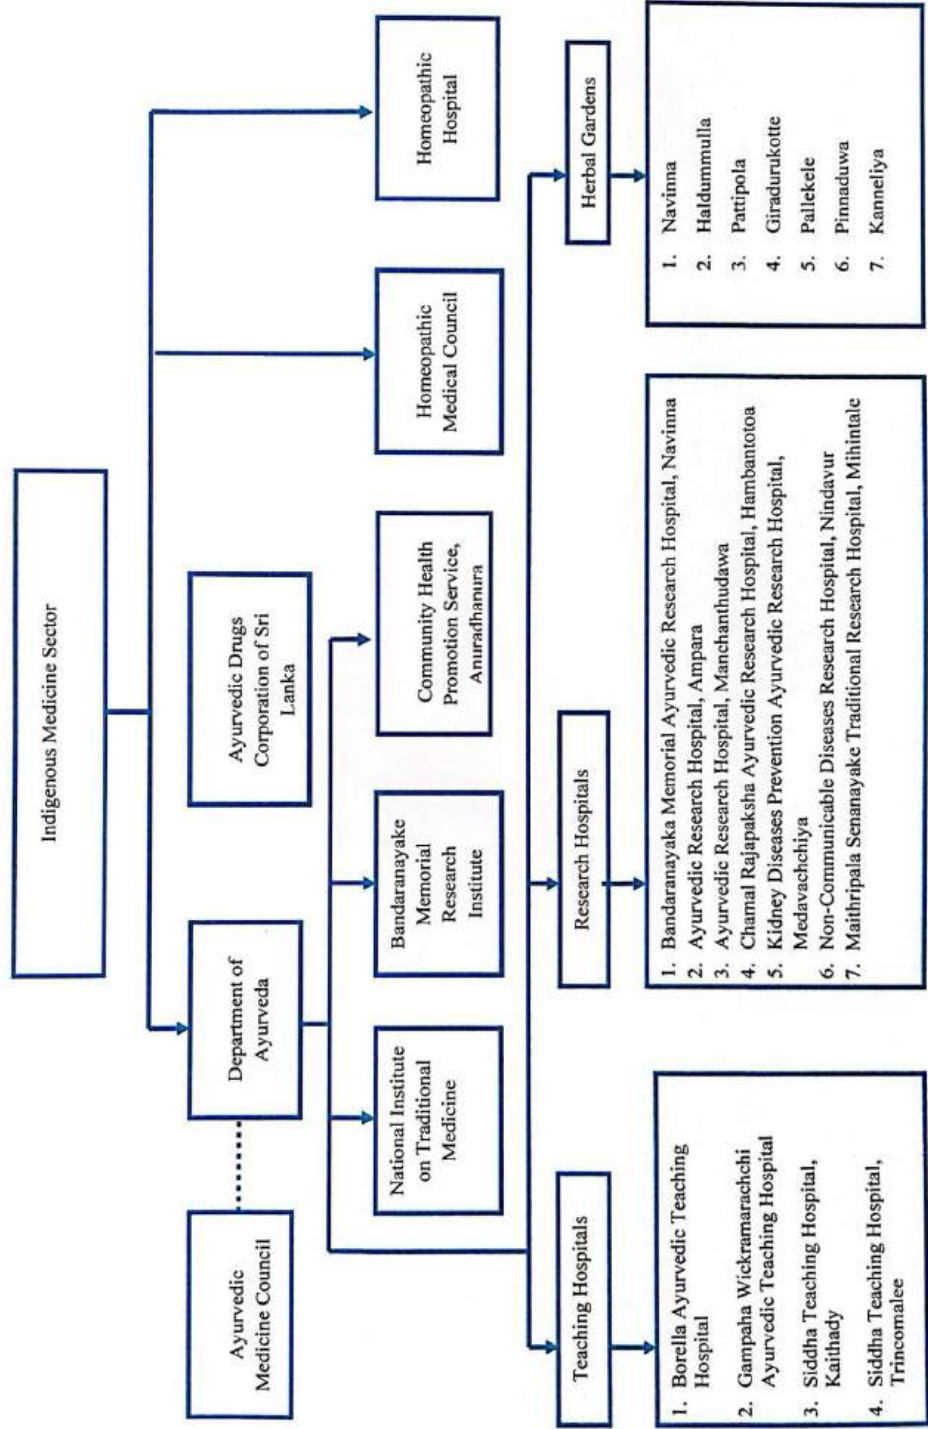 Indigenous Medicine Sector
Ayurvedic
Medicine Council
Department of
Ayurveda
Ayurvedic Drugs
Corporation of Sri
Lanka
National Institute
on Traditional
Medicine
Bandaranayake
Memorial
Research
Institute
Community Health
Promotion Service,
Anuradhanura
Homeopathic
Medical Council
Homeopathic
Hospital
Teaching Hospitals
Research Hospitals
Herbal Gardens
1. Borella Ayurvedic Teaching
Hospital
2. Gampaha Wickramarachchi
Ayurvedic Teaching Hospital
3. Siddha Teaching Hospital,
Kaithady
4. Siddha Teaching Hospital,
Trincomalee
1. Bandaranayaka Memorial Ayurvedic Research Hospital, Navinna
2. Ayurvedic Research Hospital, Ampara
3. Ayurvedic Research Hospital, Manchanthudawa
4. Chamal Rajapaksha Ayurvedic Research Hospital, Hambantotoa
5. Kidney Diseases Prevention Ayurvedic Research Hospital,
Medavachchiya
6. Non-Communicable Diseases Research Hospital, Nindavur
7. Maithripala Senanayake Traditional Research Hospital, Mihintale
1. Navinna
2. Haldummulla
3. Pattipola
4. Giradurukotte
5. Pallekele
6. Pinnaduwa
7. Kanneliya